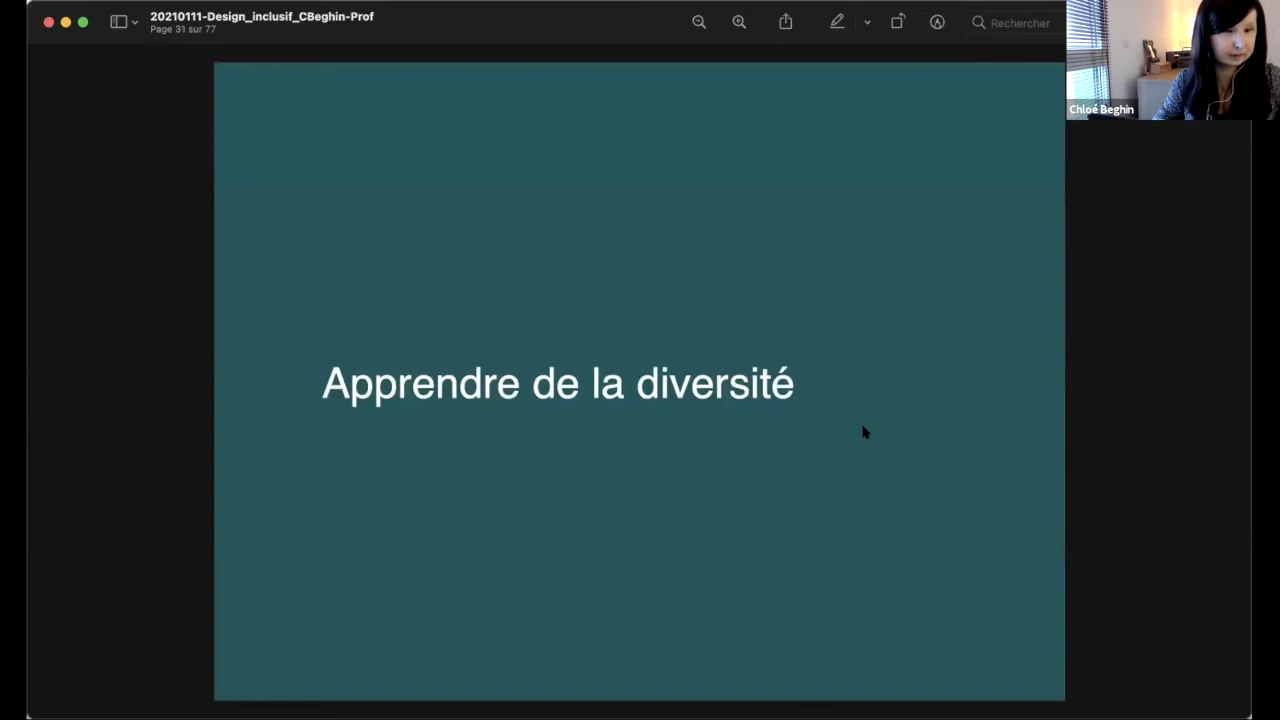 20210111-Design_inclusif_CBeghin-Prof
Page 31 sur 77
Rechercher
Chloé Beghin
Apprendre de la diversité